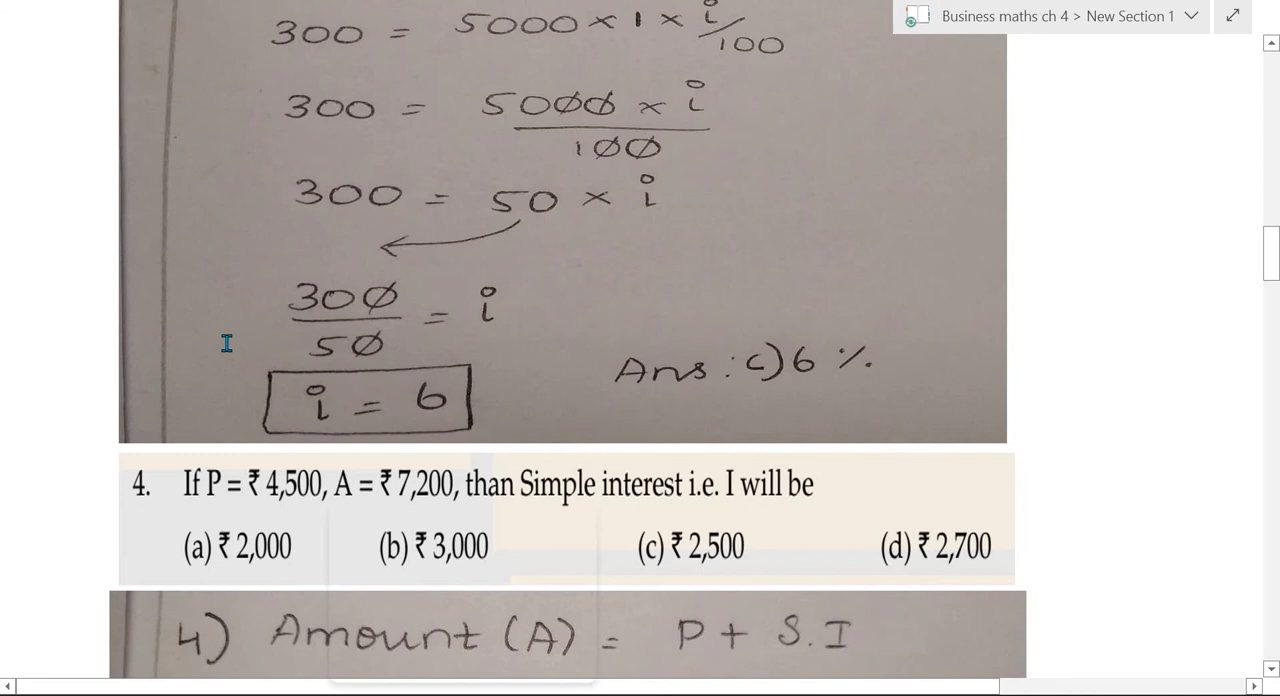 Business maths ch 4 > New Section 1
300 = 5000 × 1 × i/100
300 = 5000 × i
100
300 = 50 × i
300 = i
50
i = 6
Ans : c) 6 %
4. If P = ₹ 4,500, A = ₹ 7,200, than Simple interest i.e. I will be
(a) ₹ 2,000 (b) ₹ 3,000 (c) ₹ 2,500 (d) ₹ 2,700
4) Amount (A) = P + S.I